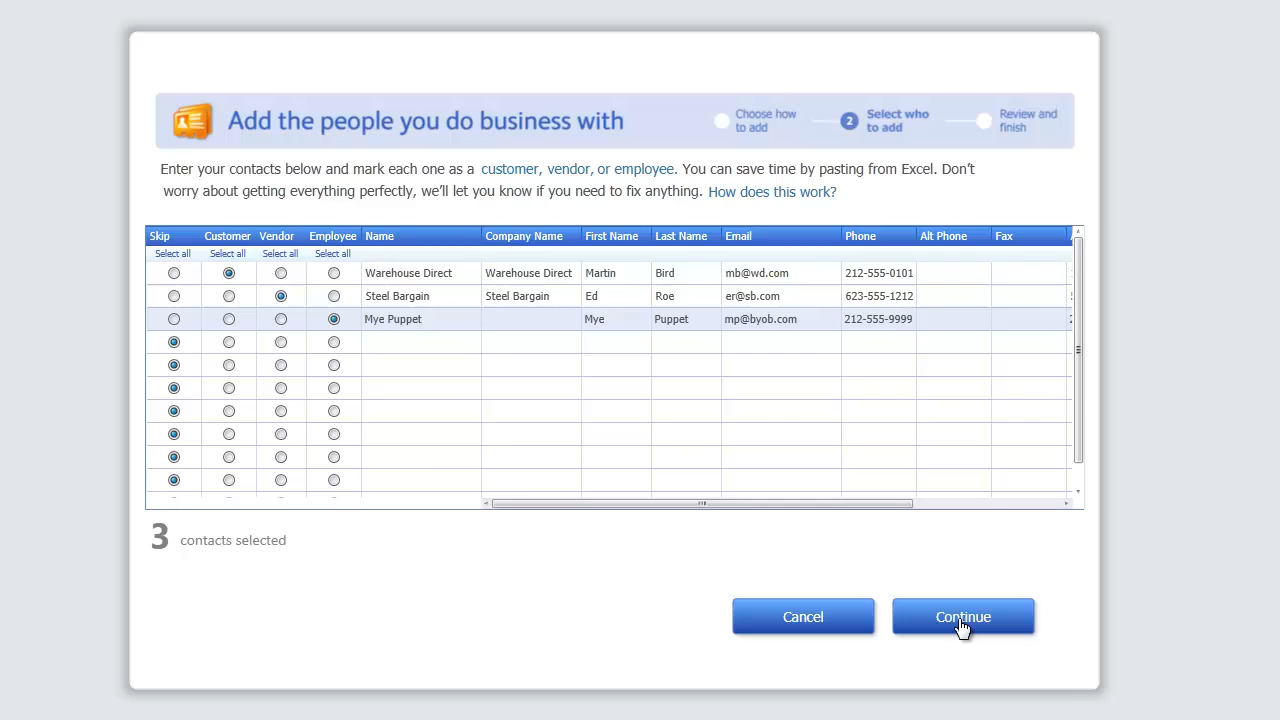 Add the people you do business with
Choose how to add
2 Select who to add
Review and finish
Enter your contacts below and mark each one as a customer, vendor, or employee. You can save time by pasting from Excel. Don't
worry about getting everything perfectly, we'll let you know if you need to fix anything. How does this work?
Skip Customer Vendor Employee Name Company Name First Name Last Name Email Phone Alt Phone Fax
Select all Select all Select all Select all
Warehouse Direct Warehouse Direct Martin Bird mb@wd.com 212-555-0101
Steel Bargain Steel Bargain Ed Roe er@sb.com 623-555-1212
Mye Puppet Mye Puppet mp@byob.com 212-555-9999
3 contacts selected
Cancel Continue